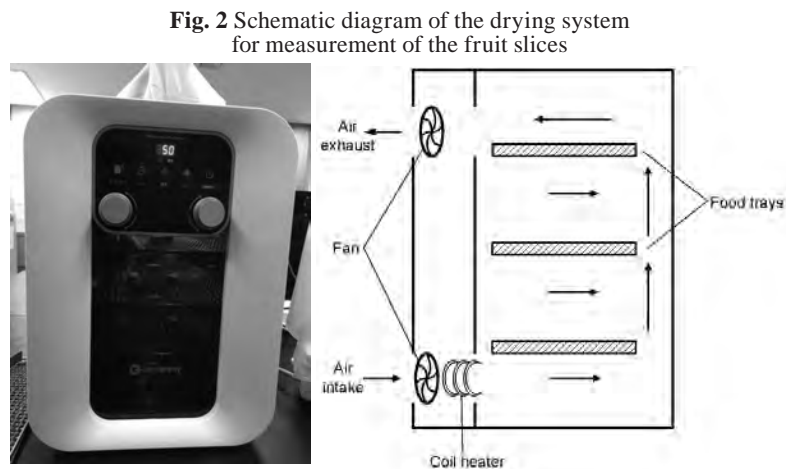 Fig. 2 Schematic diagram of the drying system
for measurement of the fruit slices
50
Air
exhaust
Fan
Air
intake
Coil heater
Food trays